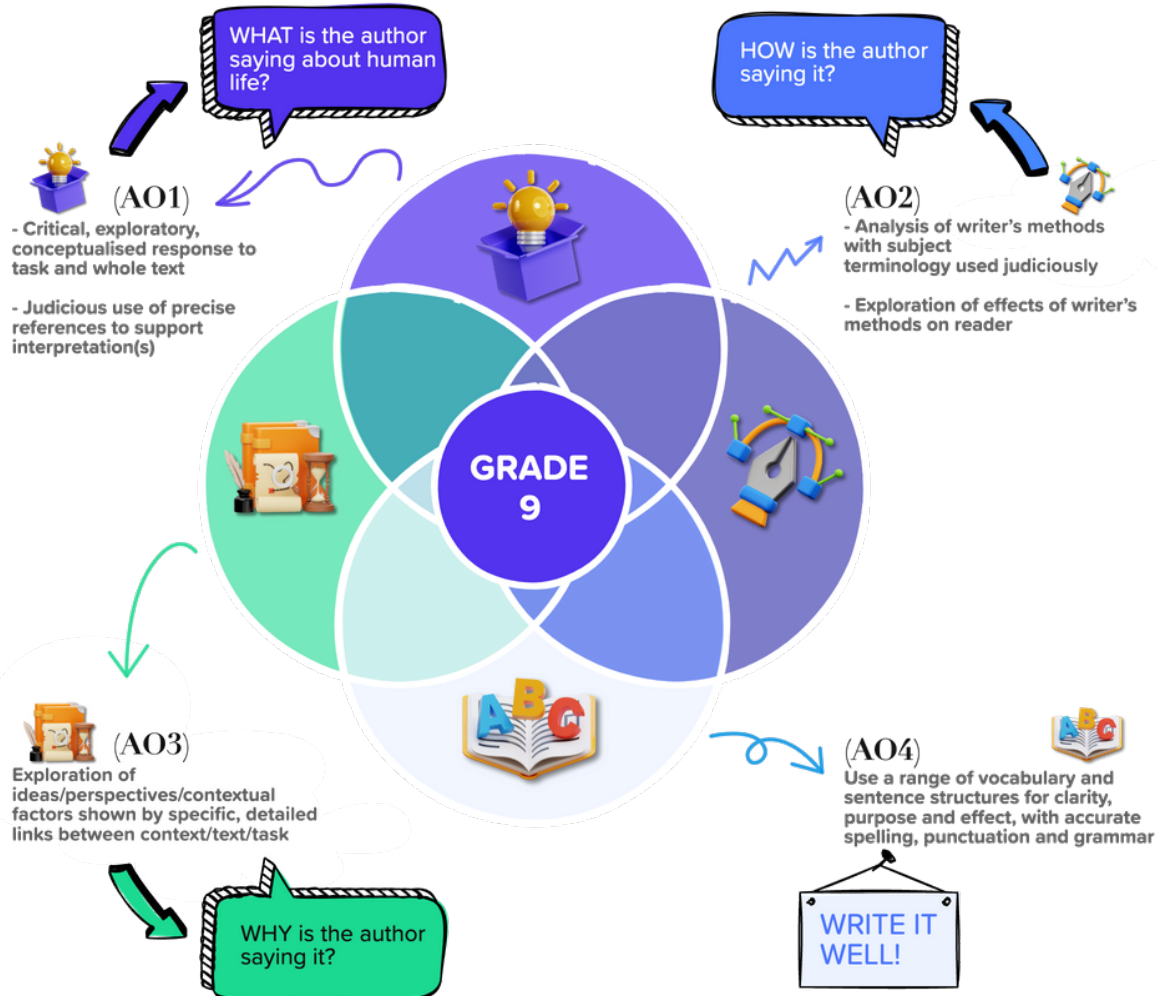 WHAT is the author
saying about human
life?
HOW is the author
saying it?
(AO1)
- Critical, exploratory,
conceptualised response to
task and whole text
- Judicious use of precise
references to support
interpretation(s)
(AO2)
- Analysis of writer's methods
with subject
terminology used judiciously
- Exploration of effects of writer's
methods on reader
GRADE
9
A B C
(AO3)
Exploration of
ideas/perspectives/contextual
factors shown by specific, detailed
links between context/text/task
WHY is the author
saying it?
A B C
(AO4)
Use a range of vocabulary and
sentence structures for clarity,
purpose and effect, with accurate
spelling, punctuation and grammar
WRITE IT
WELL!